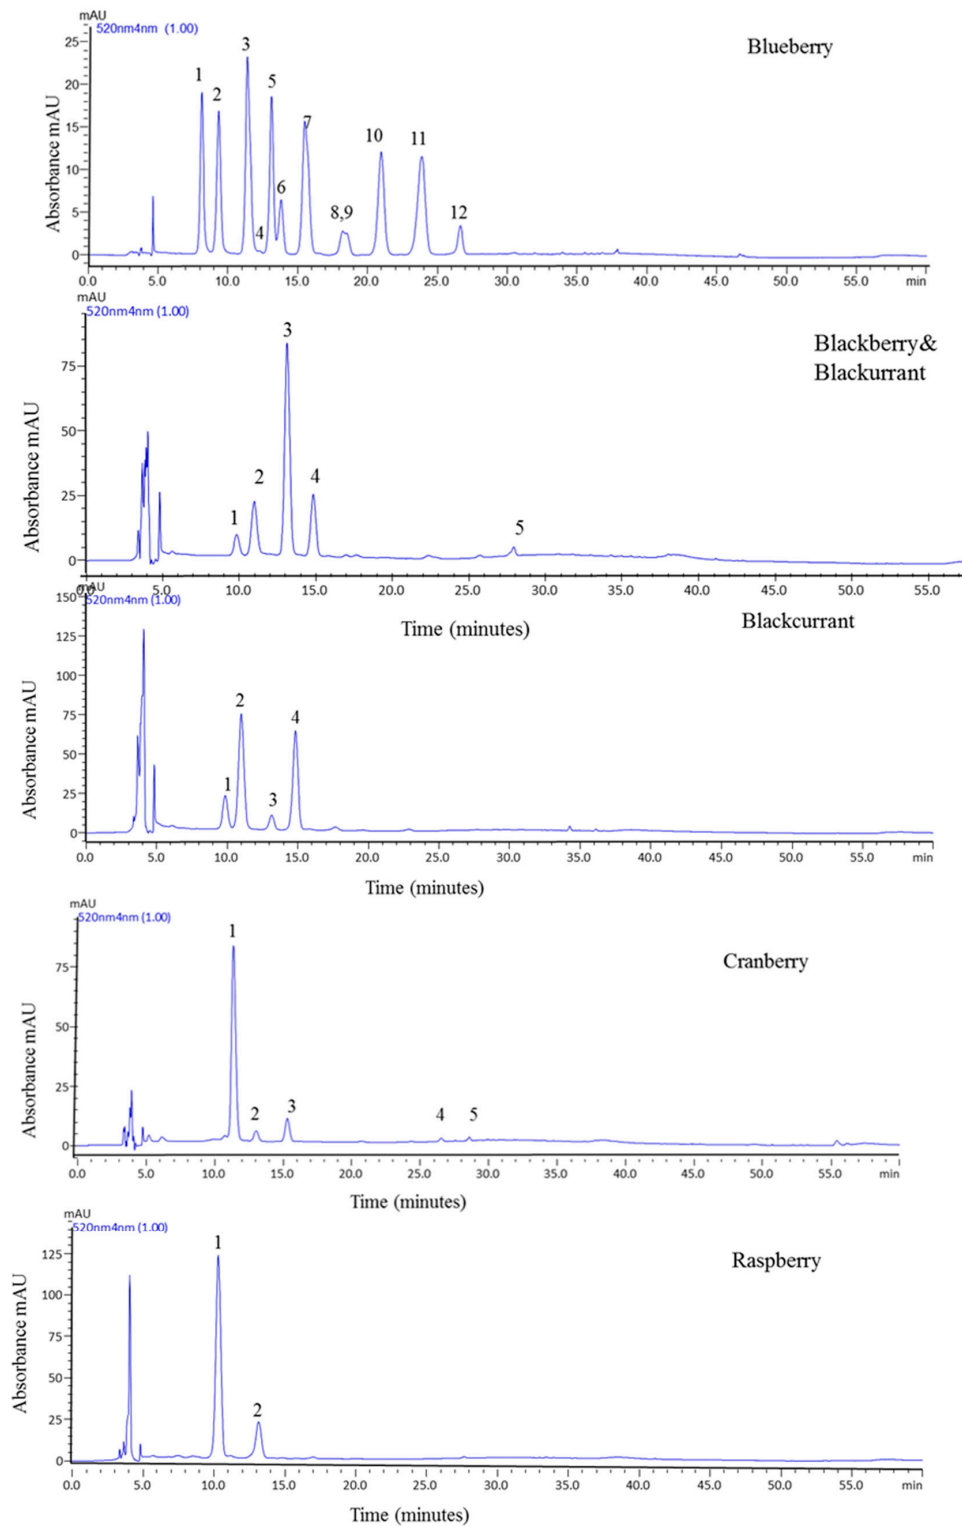 mAU
520nm4nm (1.00)
Blueberry
Absorbance mAU
25
20
15
10
5
0
1
2
3
4
5
6
7
8,9
10
11
12
0.0 5.0 10.0 15.0 20.0 25.0 30.0 35.0 40.0 45.0 50.0 55.0 min
mAU
520nm4nm (1.00)
Blackberry&
Blackurrant
Absorbance mAU
75
50
25
0
1
2
3
4
5
0.0 5.0 10.0 15.0 20.0 25.0 30.0 35.0 40.0 45.0 50.0 55.0
Time (minutes)
mAU
520nm4nm (1.00)
Blackcurrant
Absorbance mAU
150
125
100
75
50
25
0
1
2
3
4
0.0 5.0 10.0 15.0 20.0 25.0 30.0 35.0 40.0 45.0 50.0 55.0 min
Time (minutes)
mAU
520nm4nm (1.00)
Cranberry
Absorbance mAU
75
50
25
0
1
2
3
4
5
0.0 5.0 10.0 15.0 20.0 25.0 30.0 35.0 40.0 45.0 50.0 55.0 min
Time (minutes)
mAU
520nm4nm (1.00)
Raspberry
Absorbance mAU
125
100
75
50
25
0
1
2
0.0 5.0 10.0 15.0 20.0 25.0 30.0 35.0 40.0 45.0 50.0 55.0 min
Time (minutes)